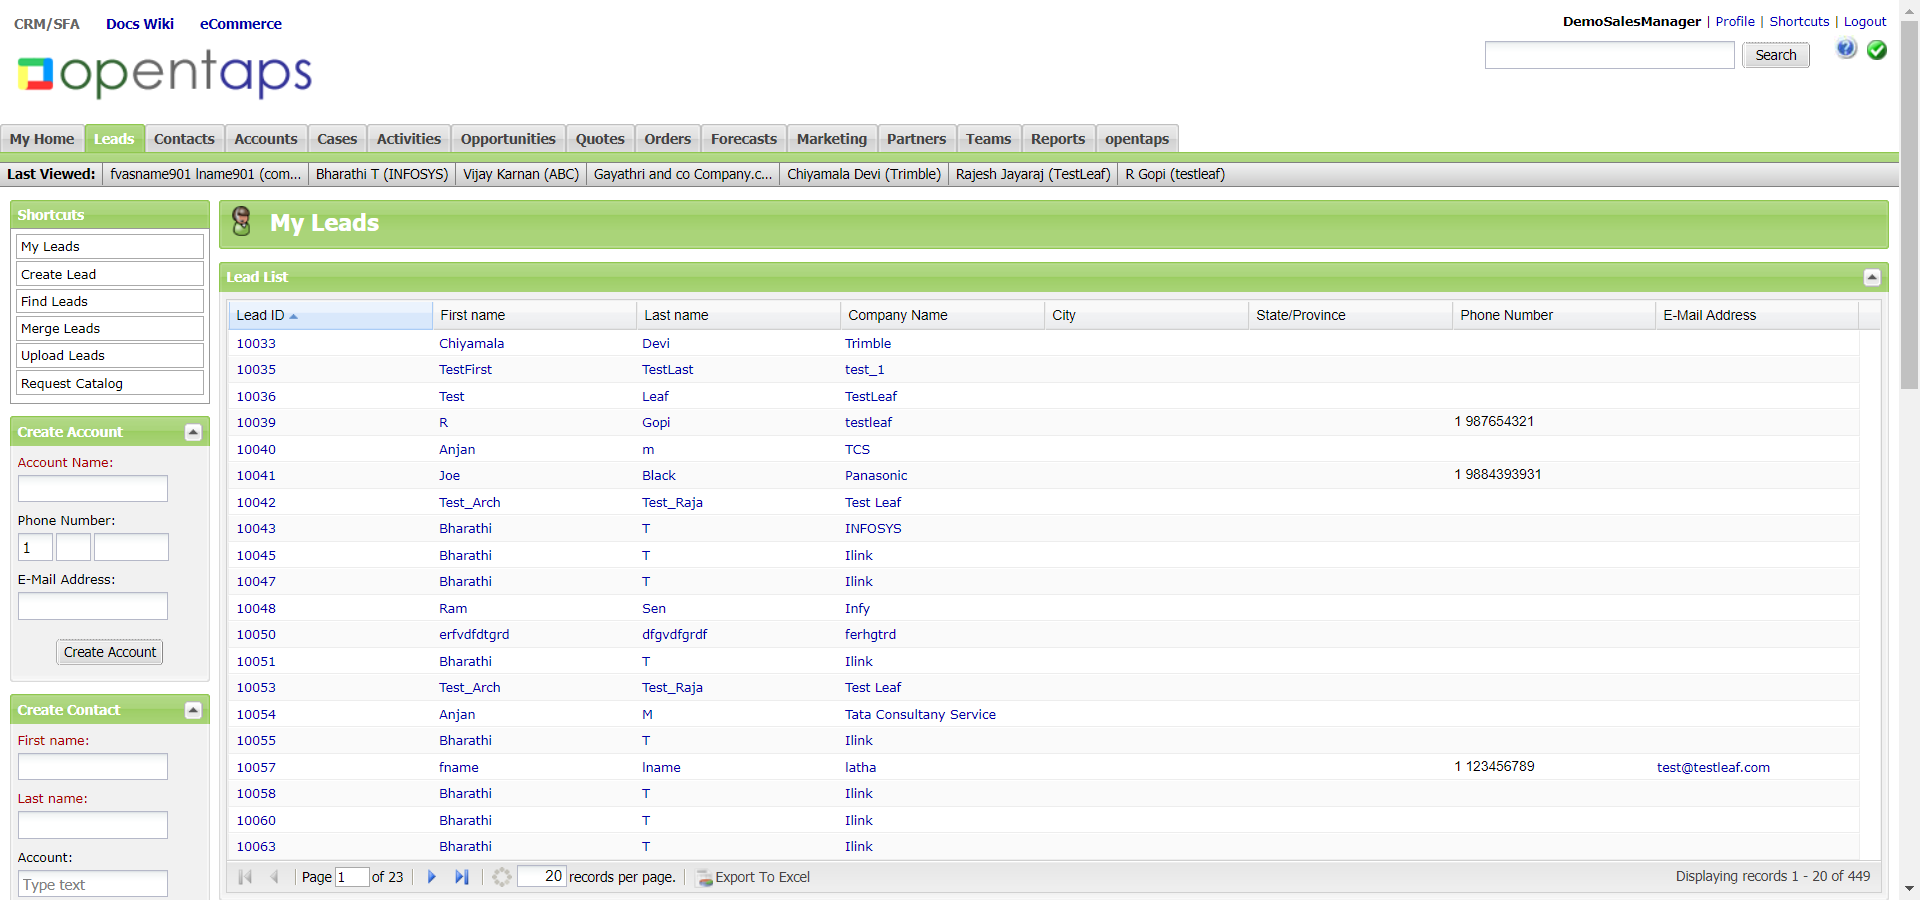 CRM/SFA Docs Wiki eCommerce
DemoSalesManager | Profile | Shortcuts | Logout
opentaps
Search
My Home Leads Contacts Accounts Cases Activities Opportunities Quotes Orders Forecasts Marketing Partners Teams Reports opentaps
Last Viewed: fvasname901 lname901 (com... Bharathi T (INFOSYS) Vijay Karnan (ABC) Gayathri and co Company.c... Chiyamala Devi (Trimble) Rajesh Jayaraj (TestLeaf) R Gopi (testleaf)
Shortcuts
My Leads
Create Lead
Find Leads
Merge Leads
Upload Leads
Request Catalog
Create Account
Account Name:
Phone Number:
1
E-Mail Address:
Create Account
Create Contact
First name:
Last name:
Account:
Type text
My Leads
Lead List
Lead ID First name Last name Company Name City State/Province Phone Number E-Mail Address
10033 Chiyamala Devi Trimble
10035 TestFirst TestLast test_1
10036 Test Leaf TestLeaf
10039 R Gopi testleaf 1 987654321
10040 Anjan m TCS
10041 Joe Black Panasonic 1 9884393931
10042 Test_Arch Test_Raja Test Leaf
10043 Bharathi T INFOSYS
10045 Bharathi T Ilink
10047 Bharathi T Ilink
10048 Ram Sen Infy
10050 erfvdfdtgrd dfgvdfgrdf ferhgtrd
10051 Bharathi T Ilink
10053 Test_Arch Test_Raja Test Leaf
10054 Anjan M Tata Consultany Service
10055 Bharathi T Ilink
10057 fname lname latha 1 123456789 test@testleaf.com
10058 Bharathi T Ilink
10060 Bharathi T Ilink
10063 Bharathi T Ilink
Page 1 of 23 20 records per page. Export To Excel Displaying records 1 - 20 of 449